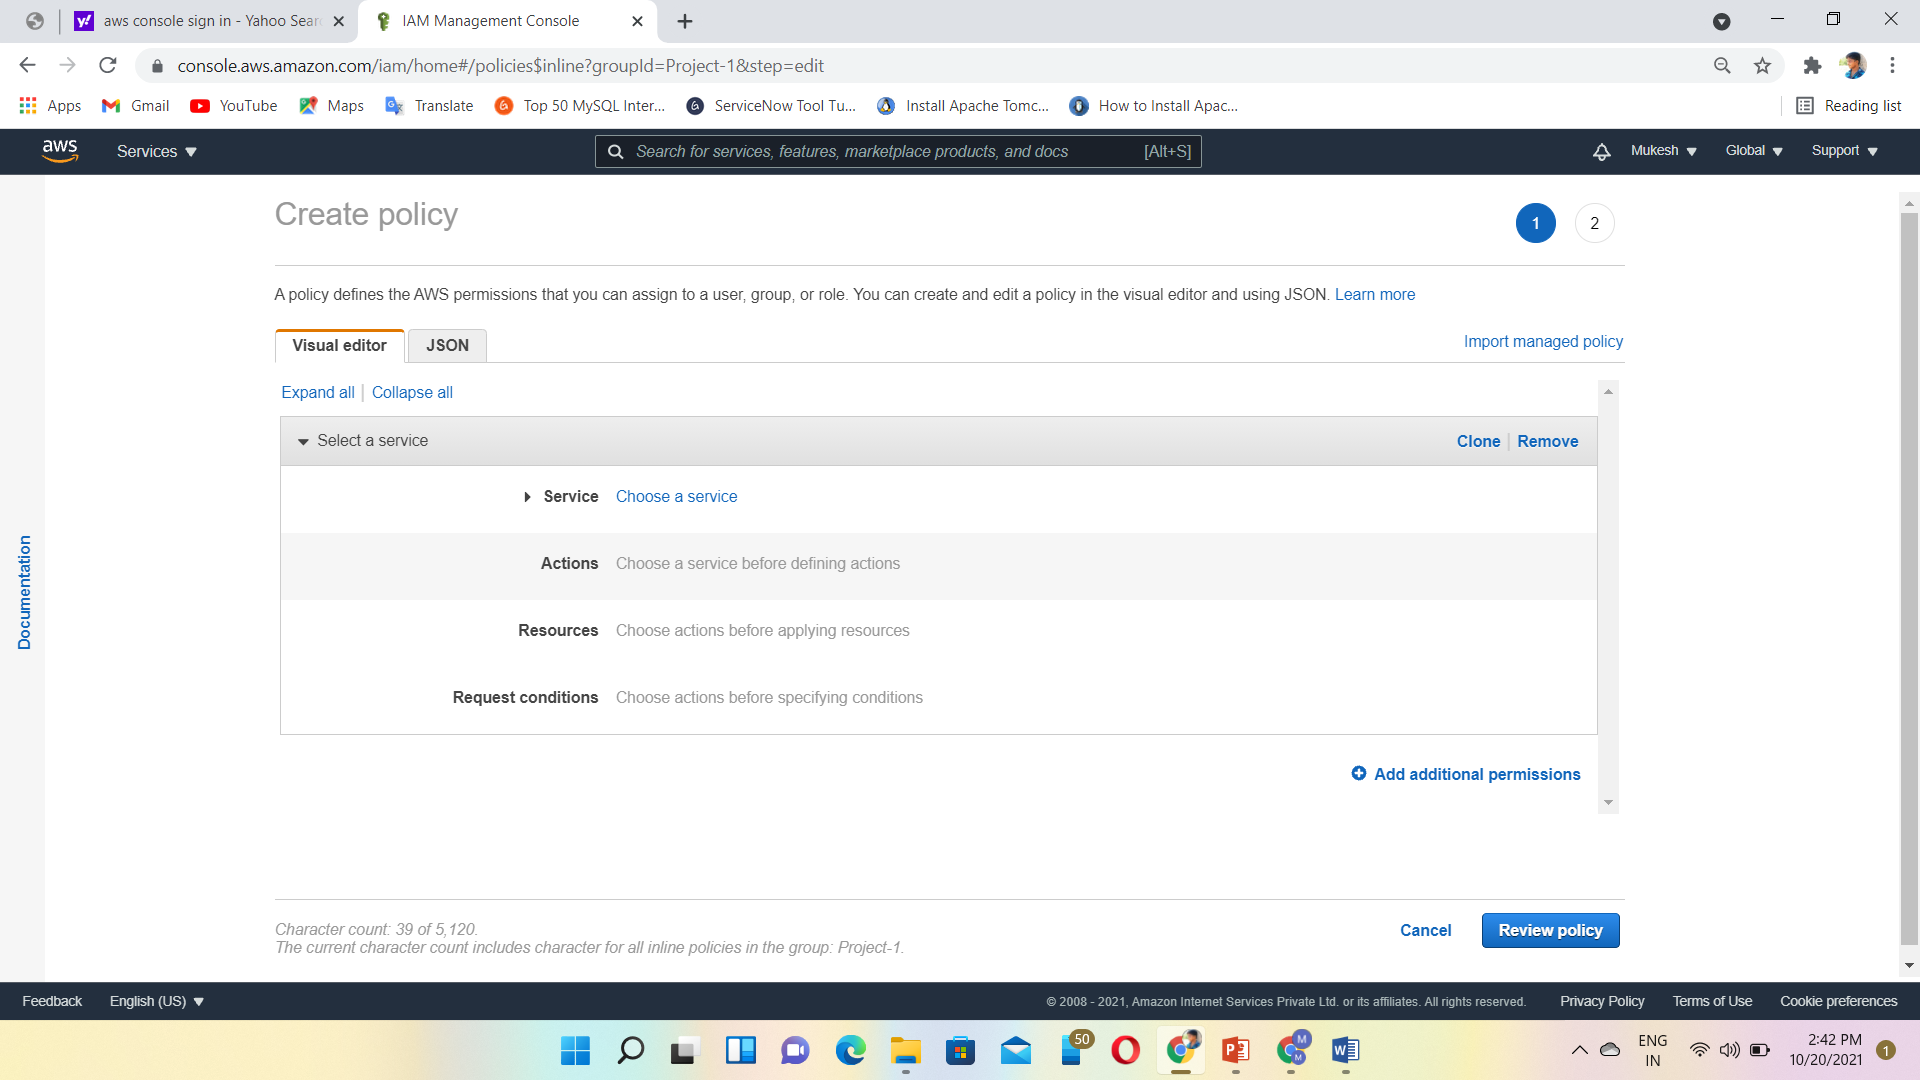 aws console sign in - Yahoo Sear
IAM Management Console
console.aws.amazon.com/iam/home#/policies$inline?groupId=Project-1&step=edit
Apps
Gmail
YouTube
Maps
Translate
Top 50 MySQL Inter...
ServiceNow Tool Tu...
Install Apache Tomc...
How to Install Apac...
Reading list
aws
Services
Search for services, features, marketplace products, and docs
[Alt+S]
Mukesh
Global
Support
Create policy
1
2
A policy defines the AWS permissions that you can assign to a user, group, or role. You can create and edit a policy in the visual editor and using JSON. Learn more
Visual editor
JSON
Import managed policy
Expand all
Collapse all
Select a service
Clone
Remove
Service
Choose a service
Actions
Choose a service before defining actions
Resources
Choose actions before applying resources
Request conditions
Choose actions before specifying conditions
Documentation
Add additional permissions
Character count: 39 of 5,120.
The current character count includes character for all inline policies in the group: Project-1.
Cancel
Review policy
Feedback
English (US)
© 2008 - 2021, Amazon Internet Services Private Ltd. or its affiliates. All rights reserved.
Privacy Policy
Terms of Use
Cookie preferences
50
M
M
ENG
IN
2:42 PM
10/20/2021
1